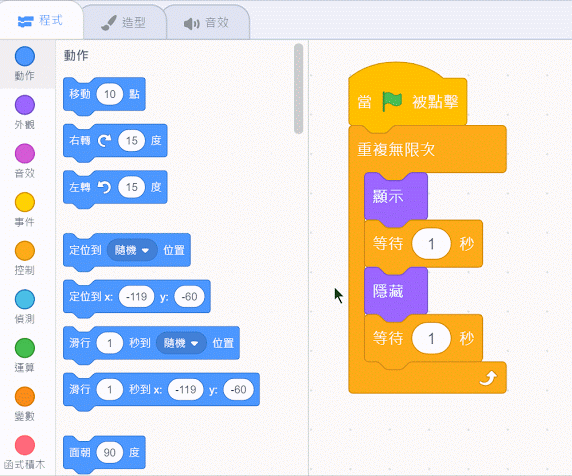 程式
造型
音效
動作
外觀
音效
事件
控制
偵測
運算
變數
函式積木
動作
移動 10 點
右轉 15 度
左轉 15 度
定位到 隨機 位置
定位到 x: -119 y: -60
滑行 1 秒到 隨機 位置
滑行 1 秒到 x: -119 y: -60
面朝 90 度
當 被點擊
重複無限次
顯示
等待 1 秒
隱藏
等待 1 秒